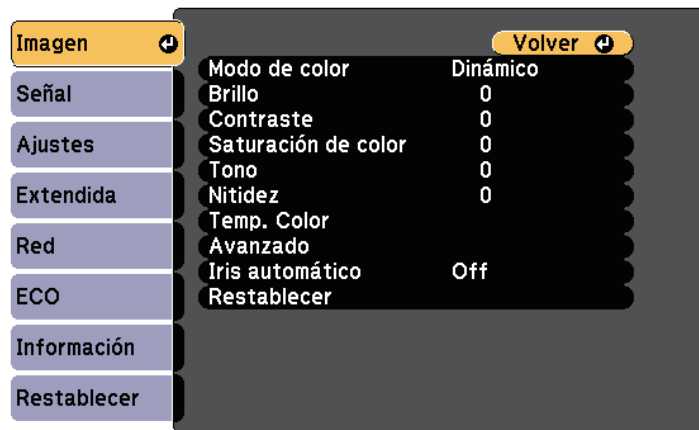 Imagen
Señal
Ajustes
Extendida
Red
ECO
Información
Restablecer
Volver
Modo de color Dinámico
Brillo 0
Contraste 0
Saturación de color 0
Tono 0
Nitidez 0
Temp. Color
Avanzado
Iris automático Off
Restablecer